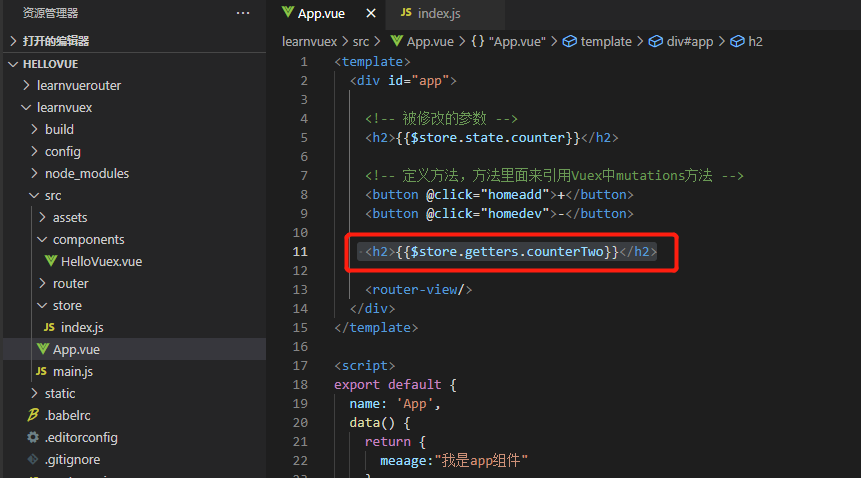 资源管理器 ···
打开的编辑器
HELLOVUE
learnvuerouter
learnvuex
build
config
node_modules
src
assets
components
HelloVuex.vue
router
store
JS index.js
App.vue
JS main.js
static
.babelrc
.editorconfig
.gitignore
App.vue × JS index.js
learnvuex > src > App.vue > {} "App.vue" > template > div#app > h2
1 <template>
2 <div id="app">
3
4 <!-- 被修改的参数 -->
5 <h2>{{$store.state.counter}}</h2>
6
7 <!-- 定义方法，方法里面来引用Vuex中mutations方法 -->
8 <button @click="homeadd">+</button>
9 <button @click="homedev">-</button>
10
11 <h2>{{$store.getters.counterTwo}}</h2>
12
13 <router-view/>
14 </div>
15 </template>
16
17 <script>
18 export default {
19 name: 'App',
20 data() {
21 return {
22 meaage:"我是app组件"